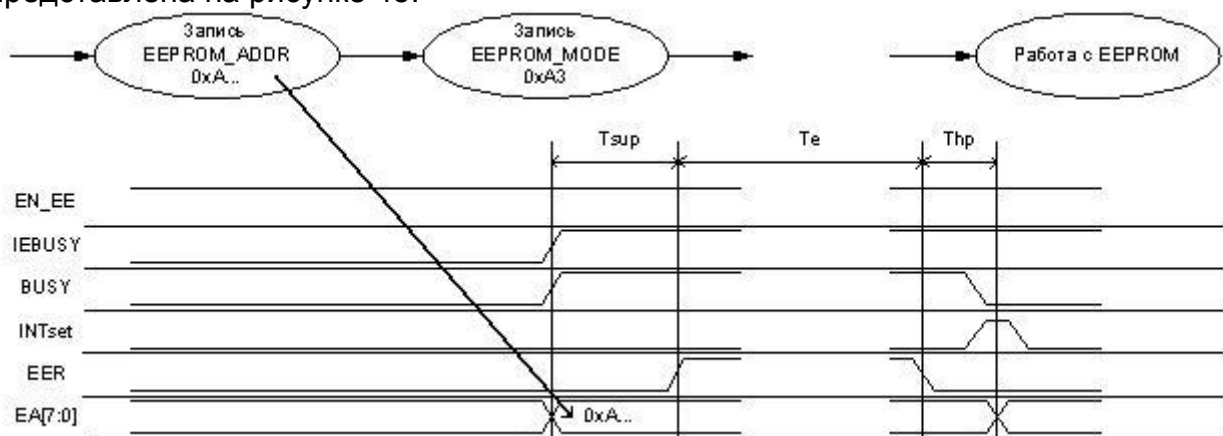 представлена на рисунке 48.
Запись
EEPROM_ADDR
0xA...
Запись
EEPROM_MODE
0xA3
Работа с EEPROM
Tsup
Te
Thp
EN_EE
IEBUSY
BUSY
INTset
EER
EA[7:0]
0xA...